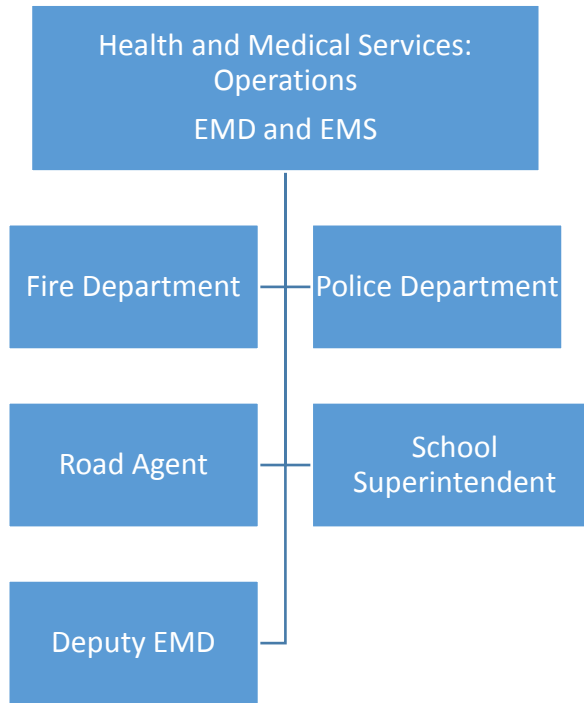 Health and Medical Services:
Operations
EMD and EMS
Fire Department
Police Department
Road Agent
School
Superintendent
Deputy EMD